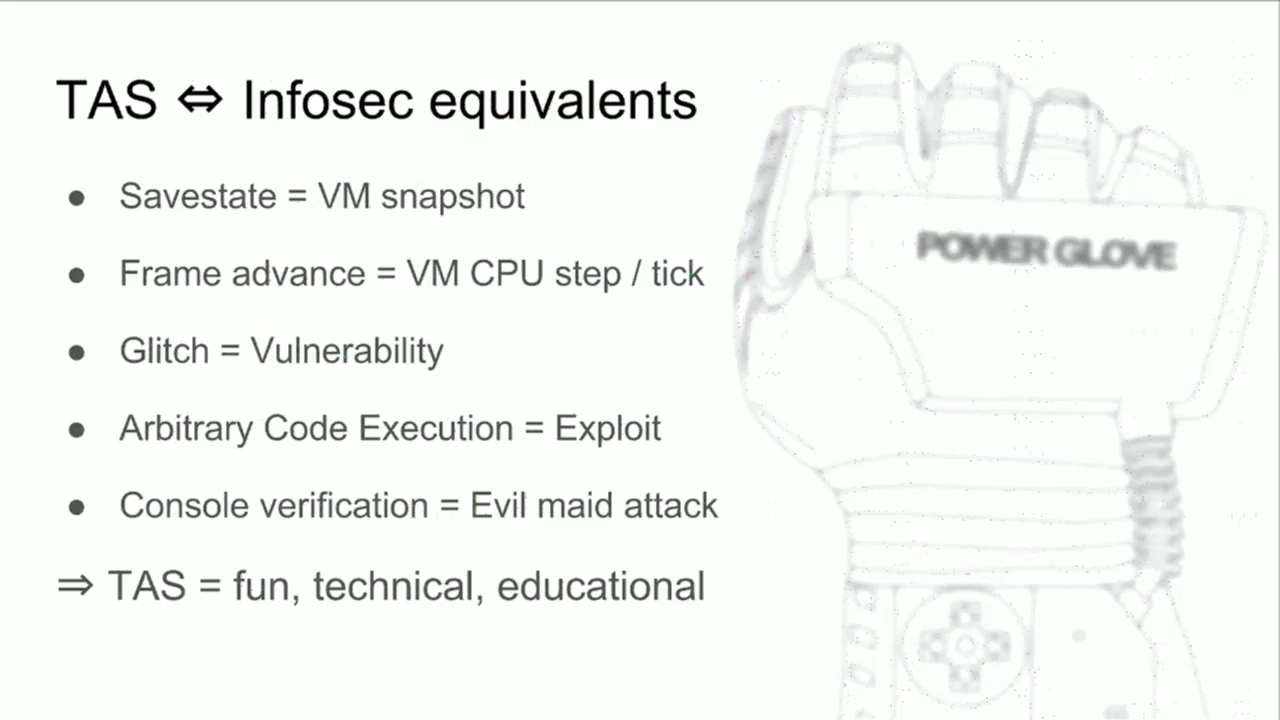 TAS ⇔ Infosec equivalents
● Savestate = VM snapshot
● Frame advance = VM CPU step / tick
● Glitch = Vulnerability
● Arbitrary Code Execution = Exploit
● Console verification = Evil maid attack
⇒ TAS = fun, technical, educational
POWER GLOVE